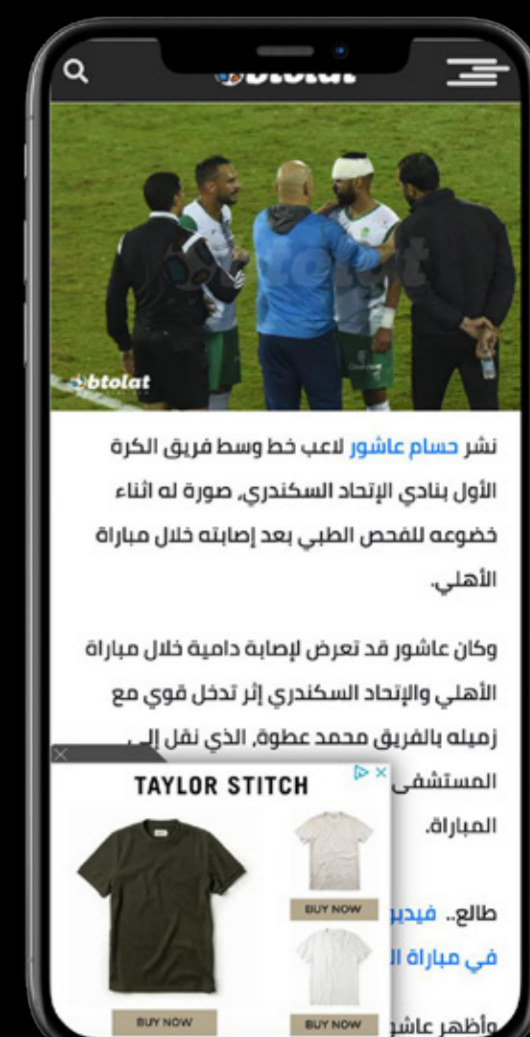 btolat
btolat
btolat
نشر حسام عاشور لاعب خط وسط فريق الكرة
الأول بنادي الإتحاد السكندري، صورة له اثناء
خضوعه للفحص الطبي بعد إصابته خلال مباراة
الأهلي.
وكان عاشور قد تعرض لإصابة دامية خلال مباراة
الأهلي والإتحاد السكندري إثر تدخل قوي مع
زميله بالفريق محمد عطوة، الذي نقل إلى
المستشفى
المباراة.
TAYLOR STITCH
BUY NOW
BUY NOW
BUY NOW
طالع.. فيديو
في مباراة
وأظهر